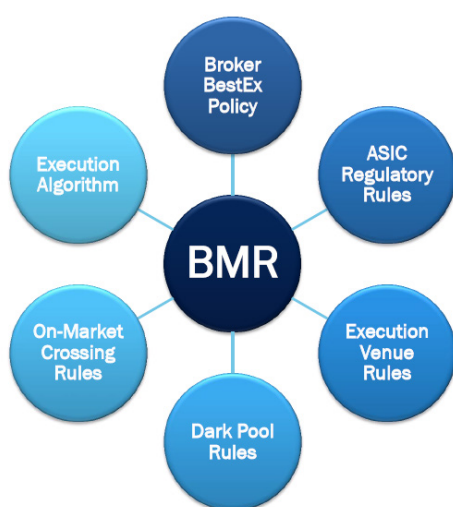 Broker
BestEx
Policy
ASIC
Regulatory
Rules
Execution
Venue
Rules
Dark Pool
Rules
On-Market
Crossing
Rules
Execution
Algorithm
BMR